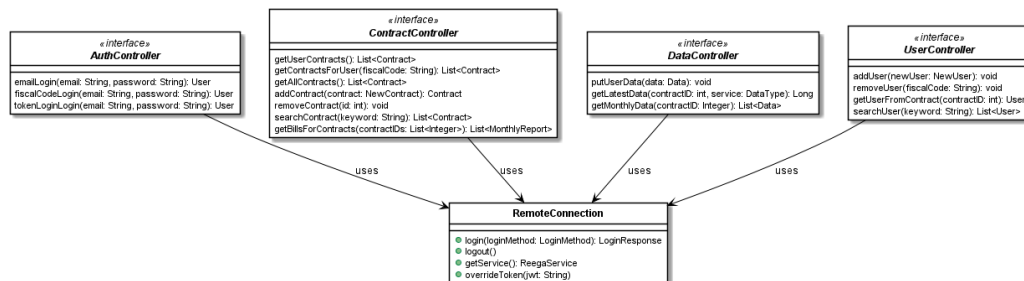 «interface»
AuthController
emailLogin(email: String, password: String): User
fiscalCodeLogin(email: String, password: String): User
tokenLoginLogin(email: String, password: String): User
«interface»
ContractController
getUserContracts(): List<Contract>
getContractsForUser(fiscalCode: String): List<Contract>
getAllContracts(): List<Contract>
addContract(contract: NewContract): Contract
removeContract(id: int): void
searchContract(keyword: String): List<Contract>
getBillsForContracts(contractIDs: List<Integer>): List<MonthlyReport>
«interface»
DataController
putUserData(data: Data): void
getLatestData(contractID: int, service: DataType): Long
getMonthlyData(contractID: Integer): List<Data>
«interface»
UserController
addUser(newUser: NewUser): void
removeUser(fiscalCode: String): void
getUserFromContract(contractID: int): User
searchUser(keyword: String): List<User>
uses
uses
uses
uses
RemoteConnection
login(loginMethod: LoginMethod): LoginResponse
logout()
getService(): ReegaService
overrideToken(jwt: String)